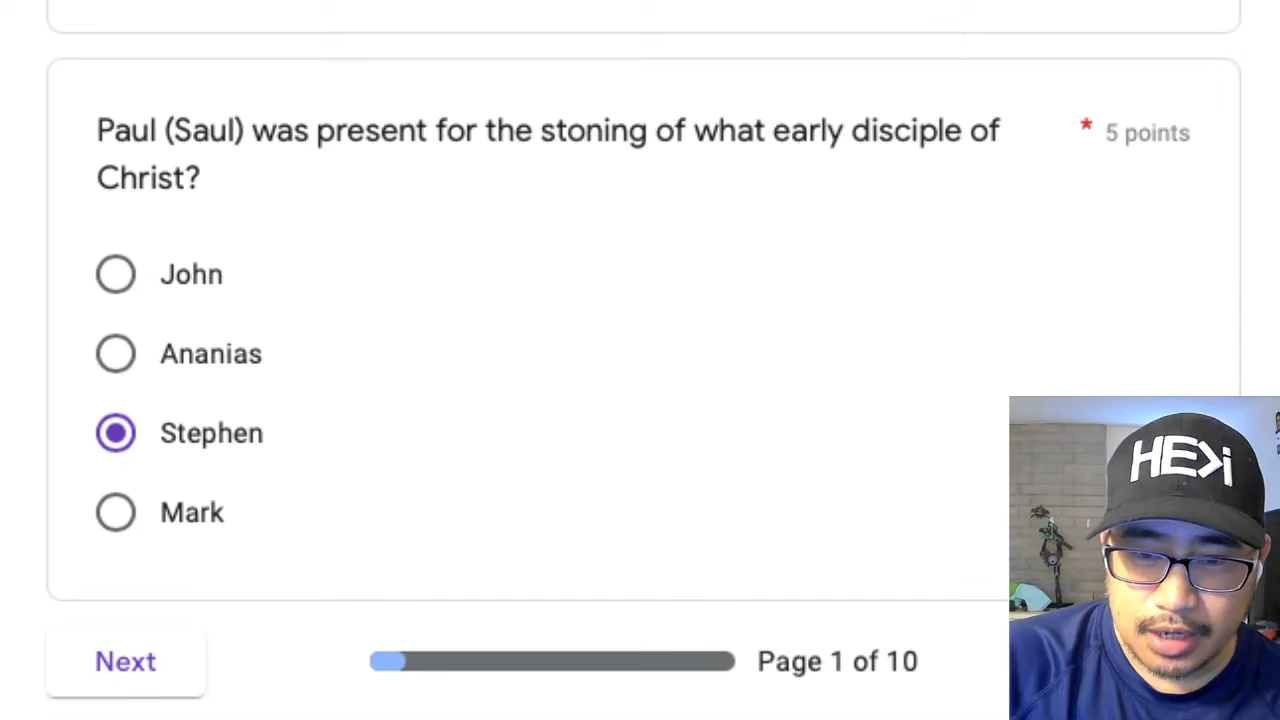 Paul (Saul) was present for the stoning of what early disciple of
Christ?
* 5 points
John
Ananias
Stephen
Mark
HE>i
Next
Page 1 of 10